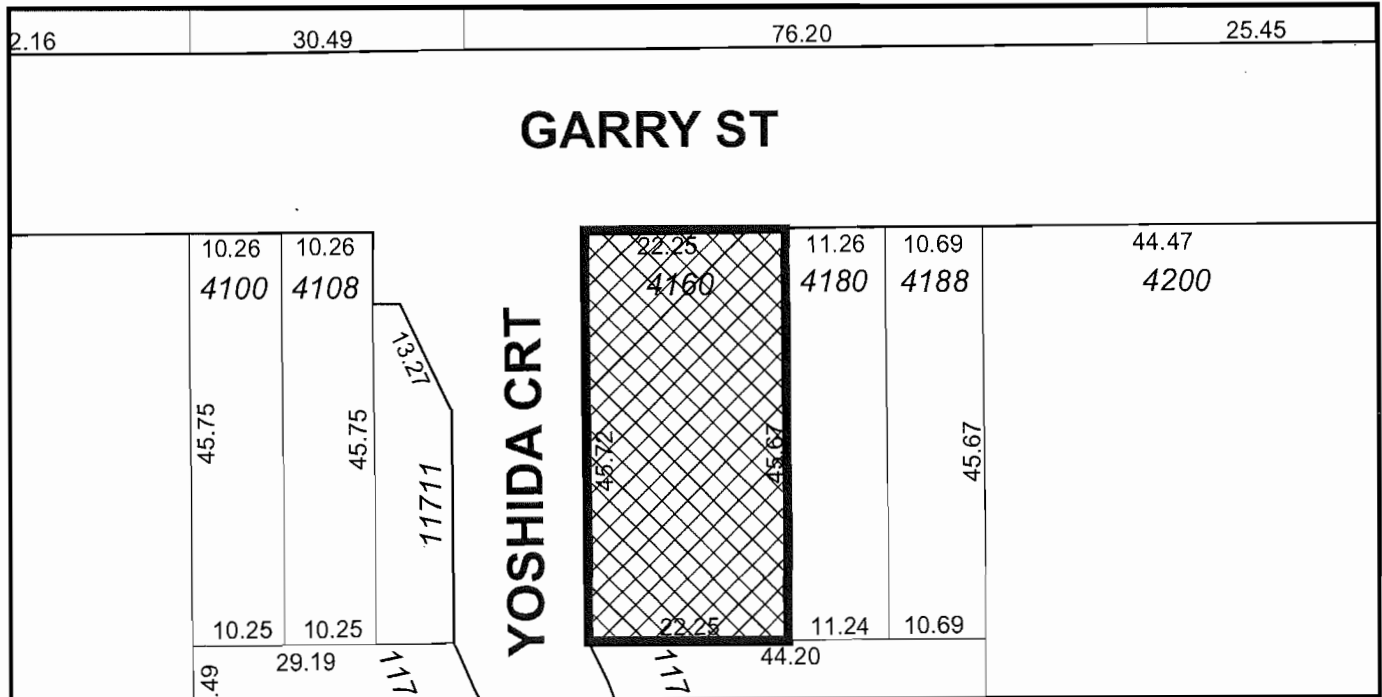 2.16 30.49 76.20 25.45
GARRY ST
10.26 10.26 22.25 11.26 10.69 44.47
4100 4108 4160 4180 4188 4200
13.27
45.75 45.75 45.72 45.67 45.67
11711
YOSHIDA CRT
10.25 10.25 22.25 11.24 10.69
29.19 44.20
.49 117 117